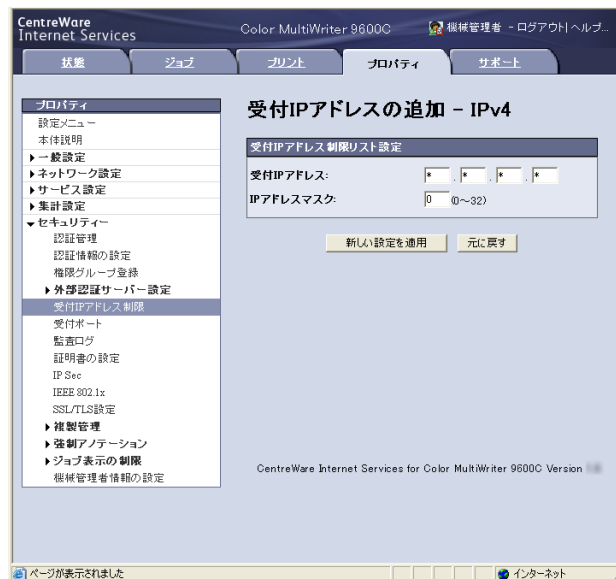 CentreWare
Internet Services
Color MultiWriter 9600C
機械管理者 - ログアウト| ヘルプ...
状態
ジョブ
プリント
プロパティ
サポート
プロパティ
設定メニュー
本体説明
一般設定
ネットワーク設定
サービス設定
集計設定
セキュリティー
認証管理
認証情報の設定
権限グループ登録
外部認証サーバー設定
受付IPアドレス制限
受付ポート
監査ログ
証明書の設定
IP Sec
IEEE 802.1x
SSL/TLS設定
複製管理
強制アノテーション
ジョブ表示の制限
機械管理者情報の設定
受付IPアドレスの追加 - IPv4
受付IPアドレス制限リスト設定
受付IPアドレス: * . * . * . *
IPアドレスマスク: 0 (0～32)
新しい設定を適用 元に戻す
CentreWare Internet Services for Color MultiWriter 9600C Version
ページが表示されました
インターネット